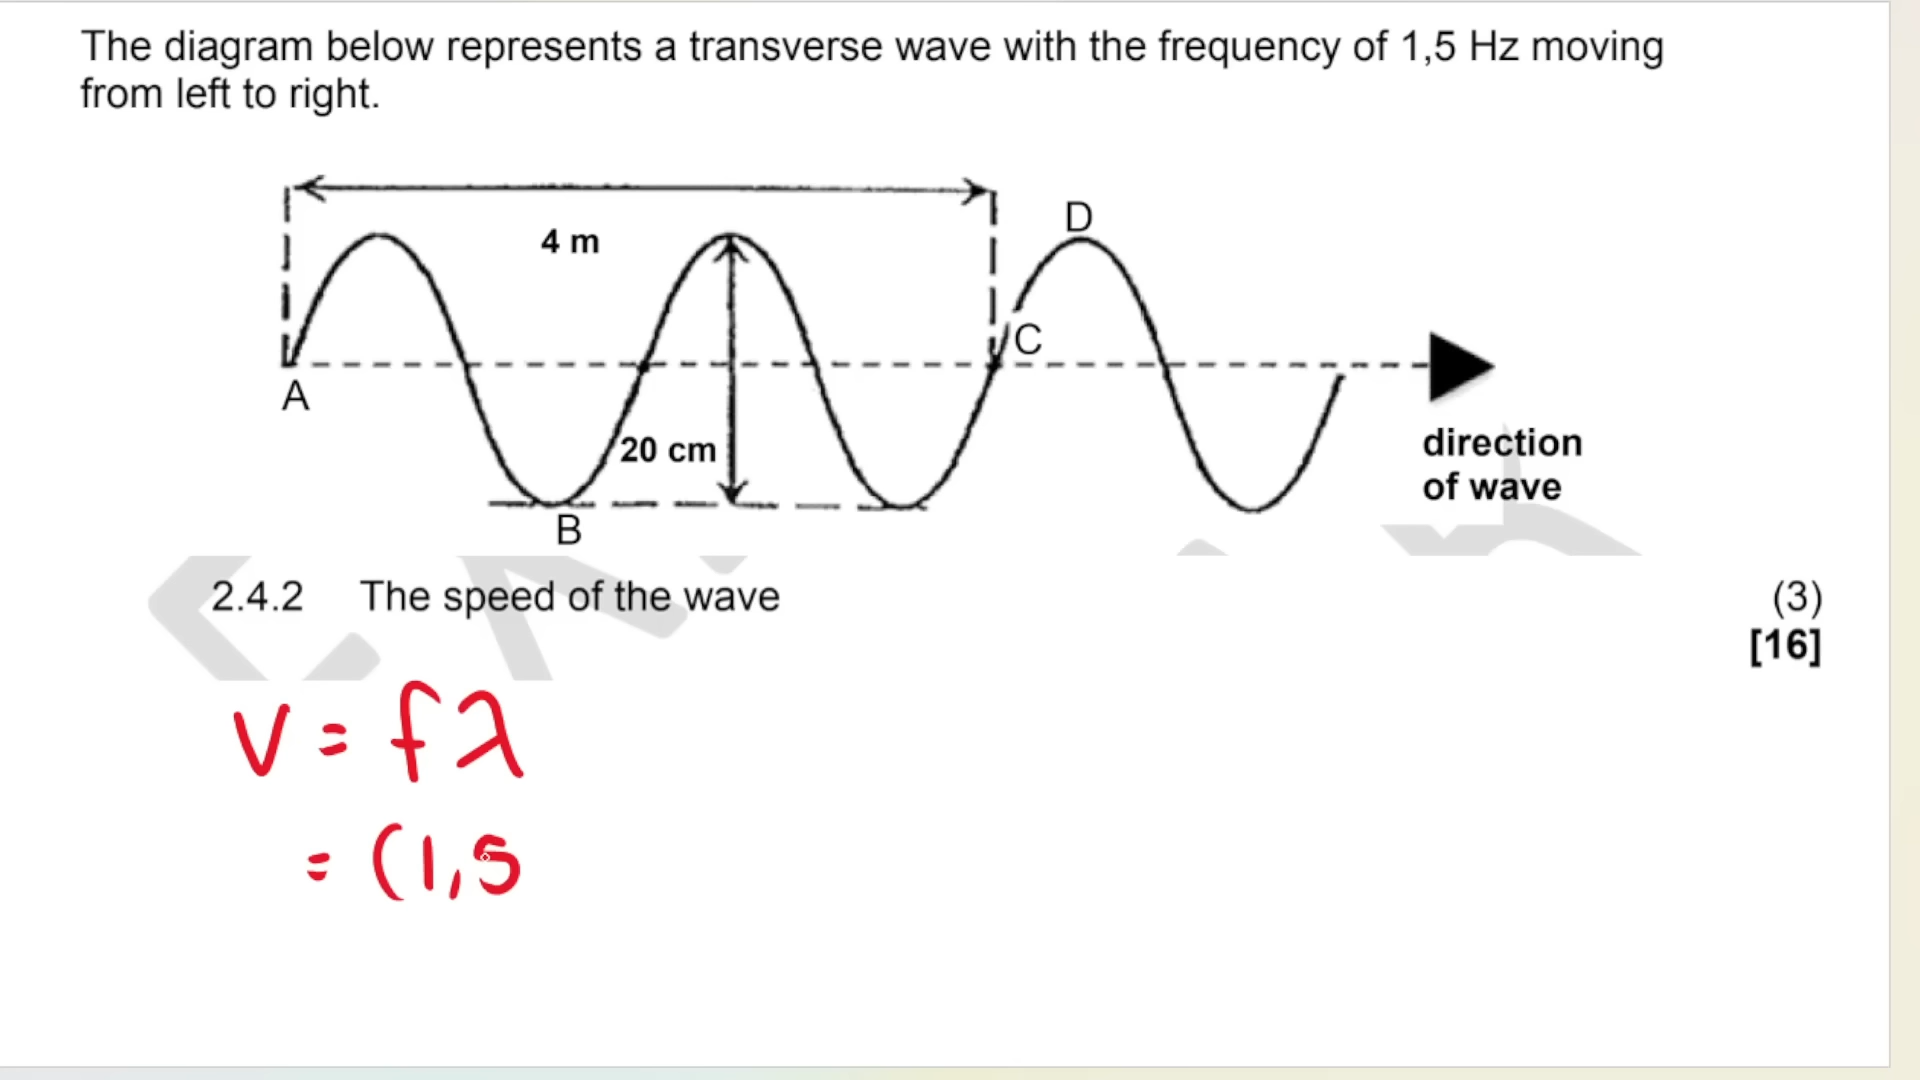 The diagram below represents a transverse wave with the frequency of 1,5 Hz moving
from left to right.
4 m
D
C
A
20 cm
B
direction
of wave
2.4.2 The speed of the wave (3)
[16]
v = fλ
= (1,5